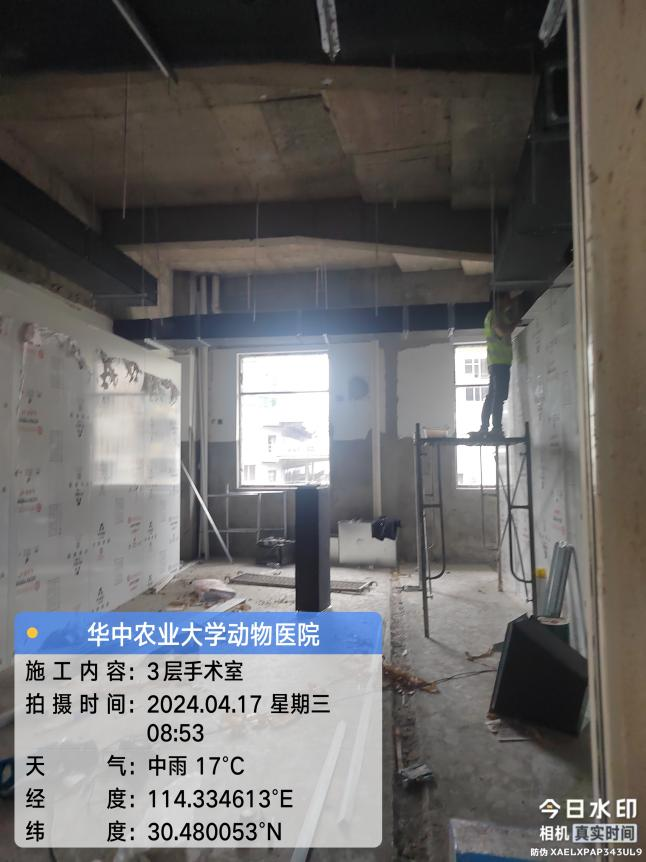 华中农业大学动物医院
施工内容：3层手术室
拍摄时间：2024.04.17 星期三
08:53
天气：中雨 17°C
经度：114.334613°E
纬度：30.480053°N
今日水印
相机 真实时间
防伪 XAELXPAP343UL9